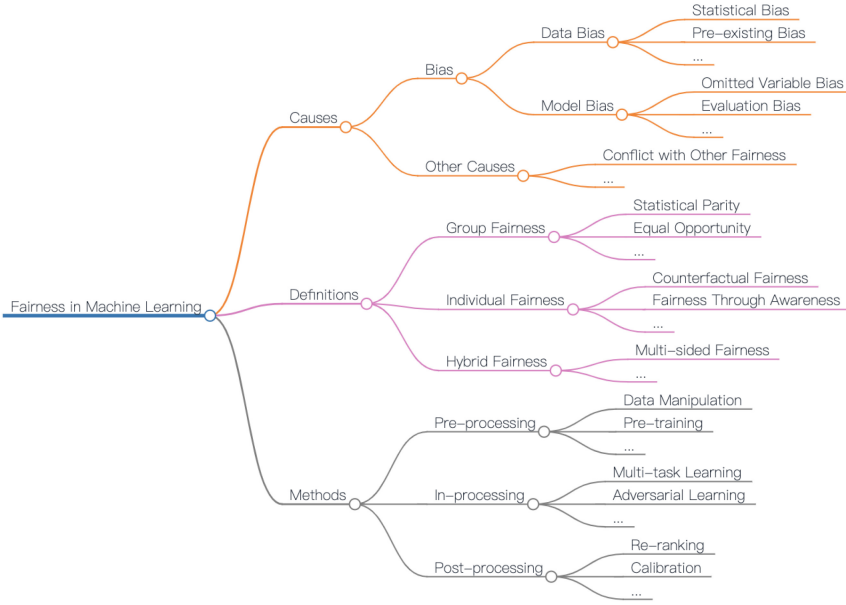 Fairness in Machine Learning
Causes
Bias
Data Bias
Statistical Bias
Pre-existing Bias
...
Model Bias
Omitted Variable Bias
Evaluation Bias
...
Other Causes
Conflict with Other Fairness
...
Definitions
Group Fairness
Statistical Parity
Equal Opportunity
...
Individual Fairness
Counterfactual Fairness
Fairness Through Awareness
...
Hybrid Fairness
Multi-sided Fairness
...
Methods
Pre-processing
Data Manipulation
Pre-training
...
In-processing
Multi-task Learning
Adversarial Learning
...
Post-processing
Re-ranking
Calibration
...